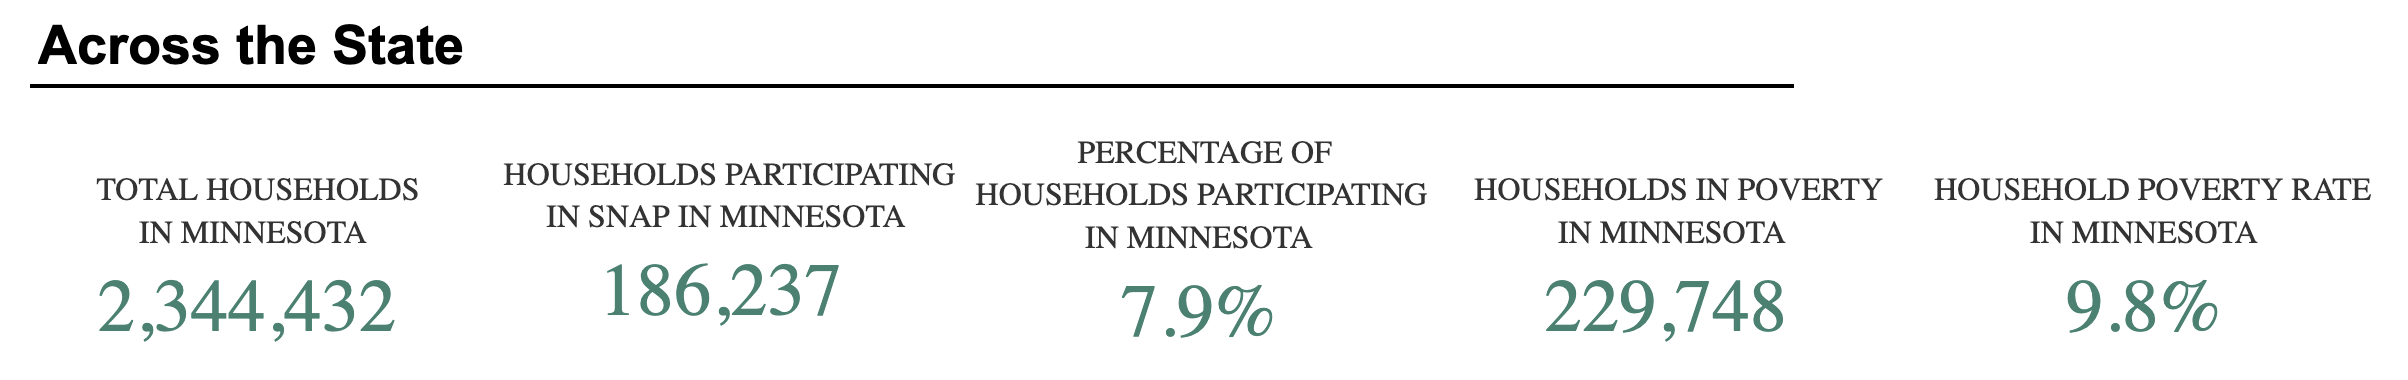 Across the State
TOTAL HOUSEHOLDS
IN MINNESOTA
2,344,432
HOUSEHOLDS PARTICIPATING
IN SNAP IN MINNESOTA
186,237
PERCENTAGE OF
HOUSEHOLDS PARTICIPATING
IN MINNESOTA
7.9%
HOUSEHOLDS IN POVERTY
IN MINNESOTA
229,748
HOUSEHOLD POVERTY RATE
IN MINNESOTA
9.8%